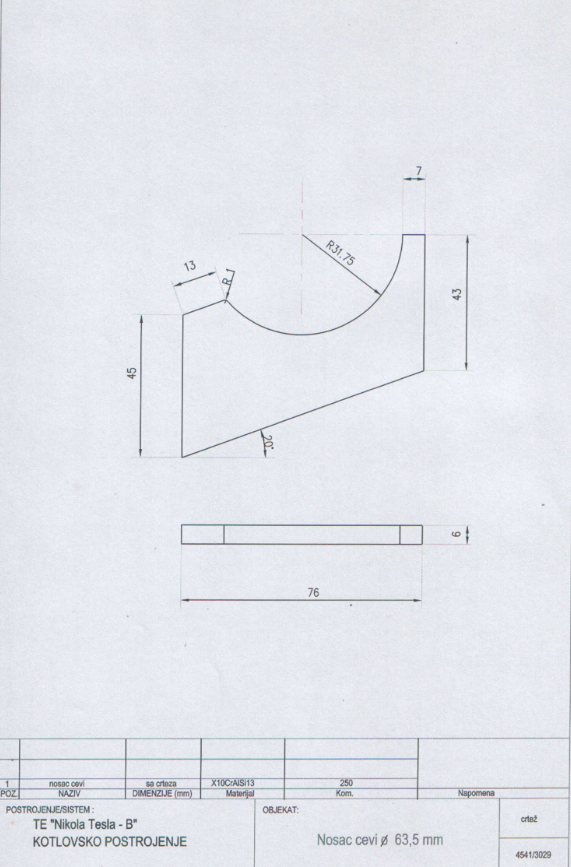 7
R31.75
13
R 1
43
45
20°
6
76
1 nosac cevi sa crteza X10CrAlSi13 250
POZ. NAZIV DIMENZIJE (mm) Materijal Kom. Napomena
POSTROJENJE/SISTEM : OBJEKAT:
TE "Nikola Tesla - B" crtež
KOTLOVSKO POSTROJENJE Nosac cevi ø 63,5 mm
4541/3029